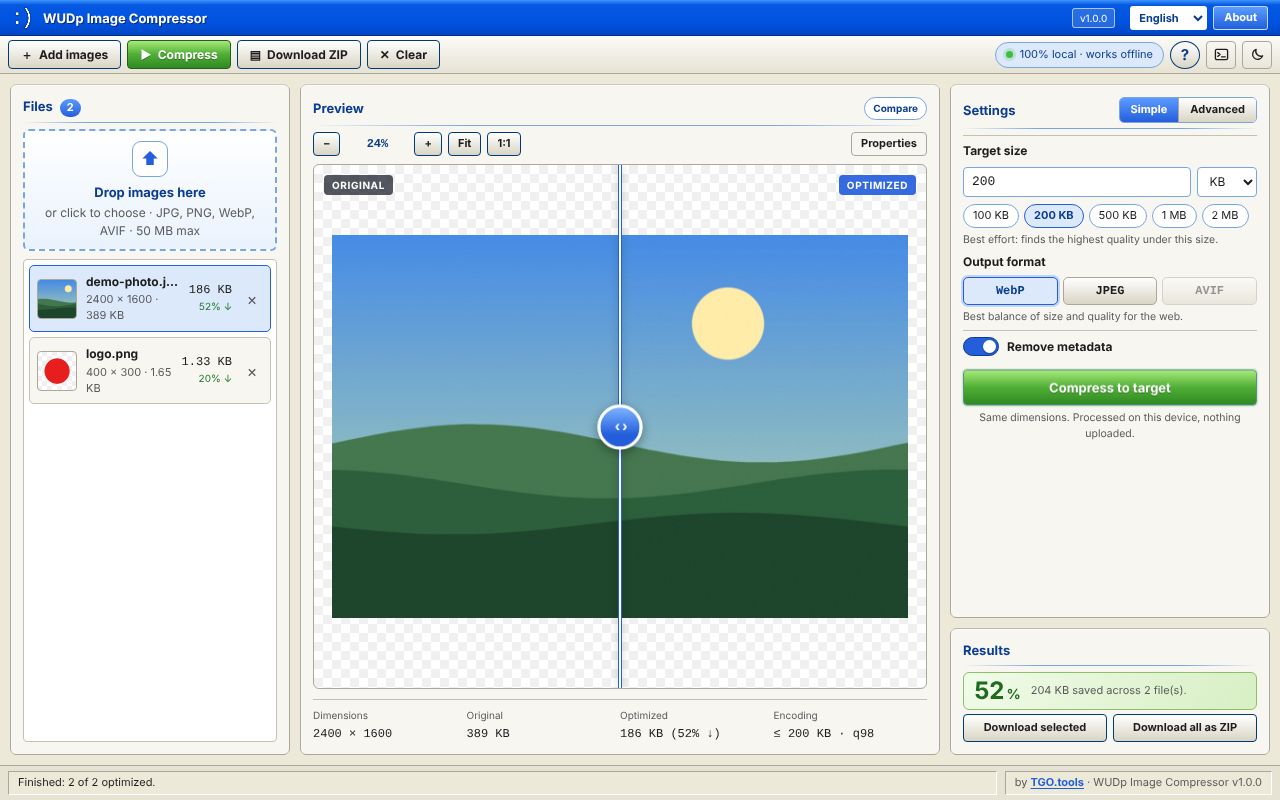 :) WUDp Image Compressor
v1.0.0
English
About
+ Add images
▶ Compress
▤ Download ZIP
✕ Clear
100% local · works offline
?
Files 2
Drop images here
or click to choose · JPG, PNG, WebP,
AVIF · 50 MB max
demo-photo.j...
2400 × 1600 ·
389 KB
186 KB
52% ↓
✕
logo.png
400 × 300 · 1.65
KB
1.33 KB
20% ↓
✕
Preview
Compare
−
24%
+
Fit
1:1
Properties
ORIGINAL
OPTIMIZED
‹ ›
Dimensions
2400 × 1600
Original
389 KB
Optimized
186 KB (52% ↓)
Encoding
≤ 200 KB · q98
Settings
Simple
Advanced
Target size
200
KB
100 KB
200 KB
500 KB
1 MB
2 MB
Best effort: finds the highest quality under this size.
Output format
WebP
JPEG
AVIF
Best balance of size and quality for the web.
Remove metadata
Compress to target
Same dimensions. Processed on this device, nothing
uploaded.
Results
52 %
204 KB saved across 2 file(s).
Download selected
Download all as ZIP
Finished: 2 of 2 optimized.
by TGO.tools · WUDp Image Compressor v1.0.0